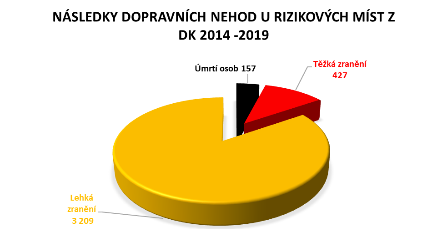 NÁSLEDKY DOPRAVNÍCH NEHOD U RIZIKOVÝCH MÍST Z
DK 2014 -2019
Úmrtí osob 157
Těžká zranění
427
Lehká
zranění
3 209